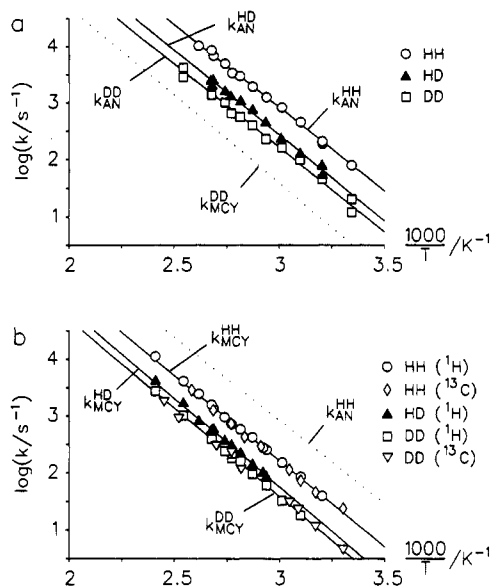 a
log(k/s⁻¹)
4
3
2
1
k_AN^HD
k_AN^DD
k_AN^HH
k_MCY^DD
HH
HD
DD
2 2.5 3 3.5
1000/T /K⁻¹
b
log(k/s⁻¹)
4
3
2
1
k_MCY^HH
k_MCY^HD
k_AN^HH
k_MCY^DD
HH (¹H)
HH (¹³C)
HD (¹H)
DD (¹H)
DD (¹³C)
2 2.5 3 3.5
1000/T /K⁻¹